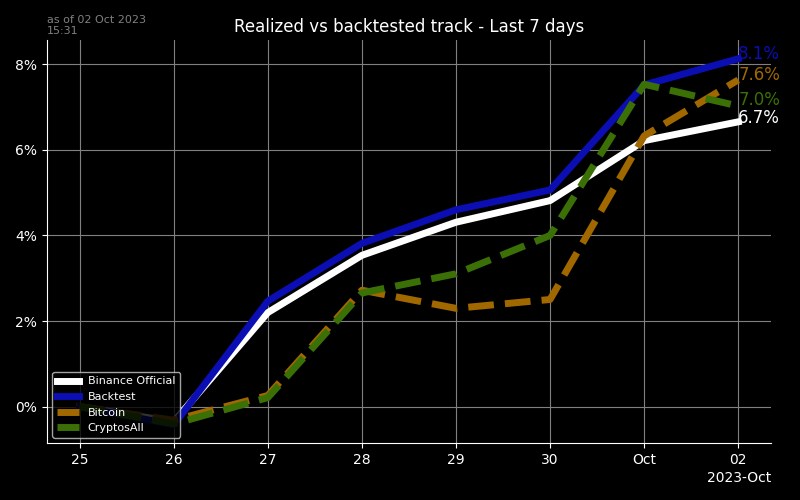 as of 02 Oct 2023
15:31
Realized vs backtested track - Last 7 days
8%
6%
4%
2%
0%
8.1%
7.6%
7.0%
6.7%
Binance Official
Backtest
Bitcoin
CryptosAll
25 26 27 28 29 30 Oct 02
2023-Oct